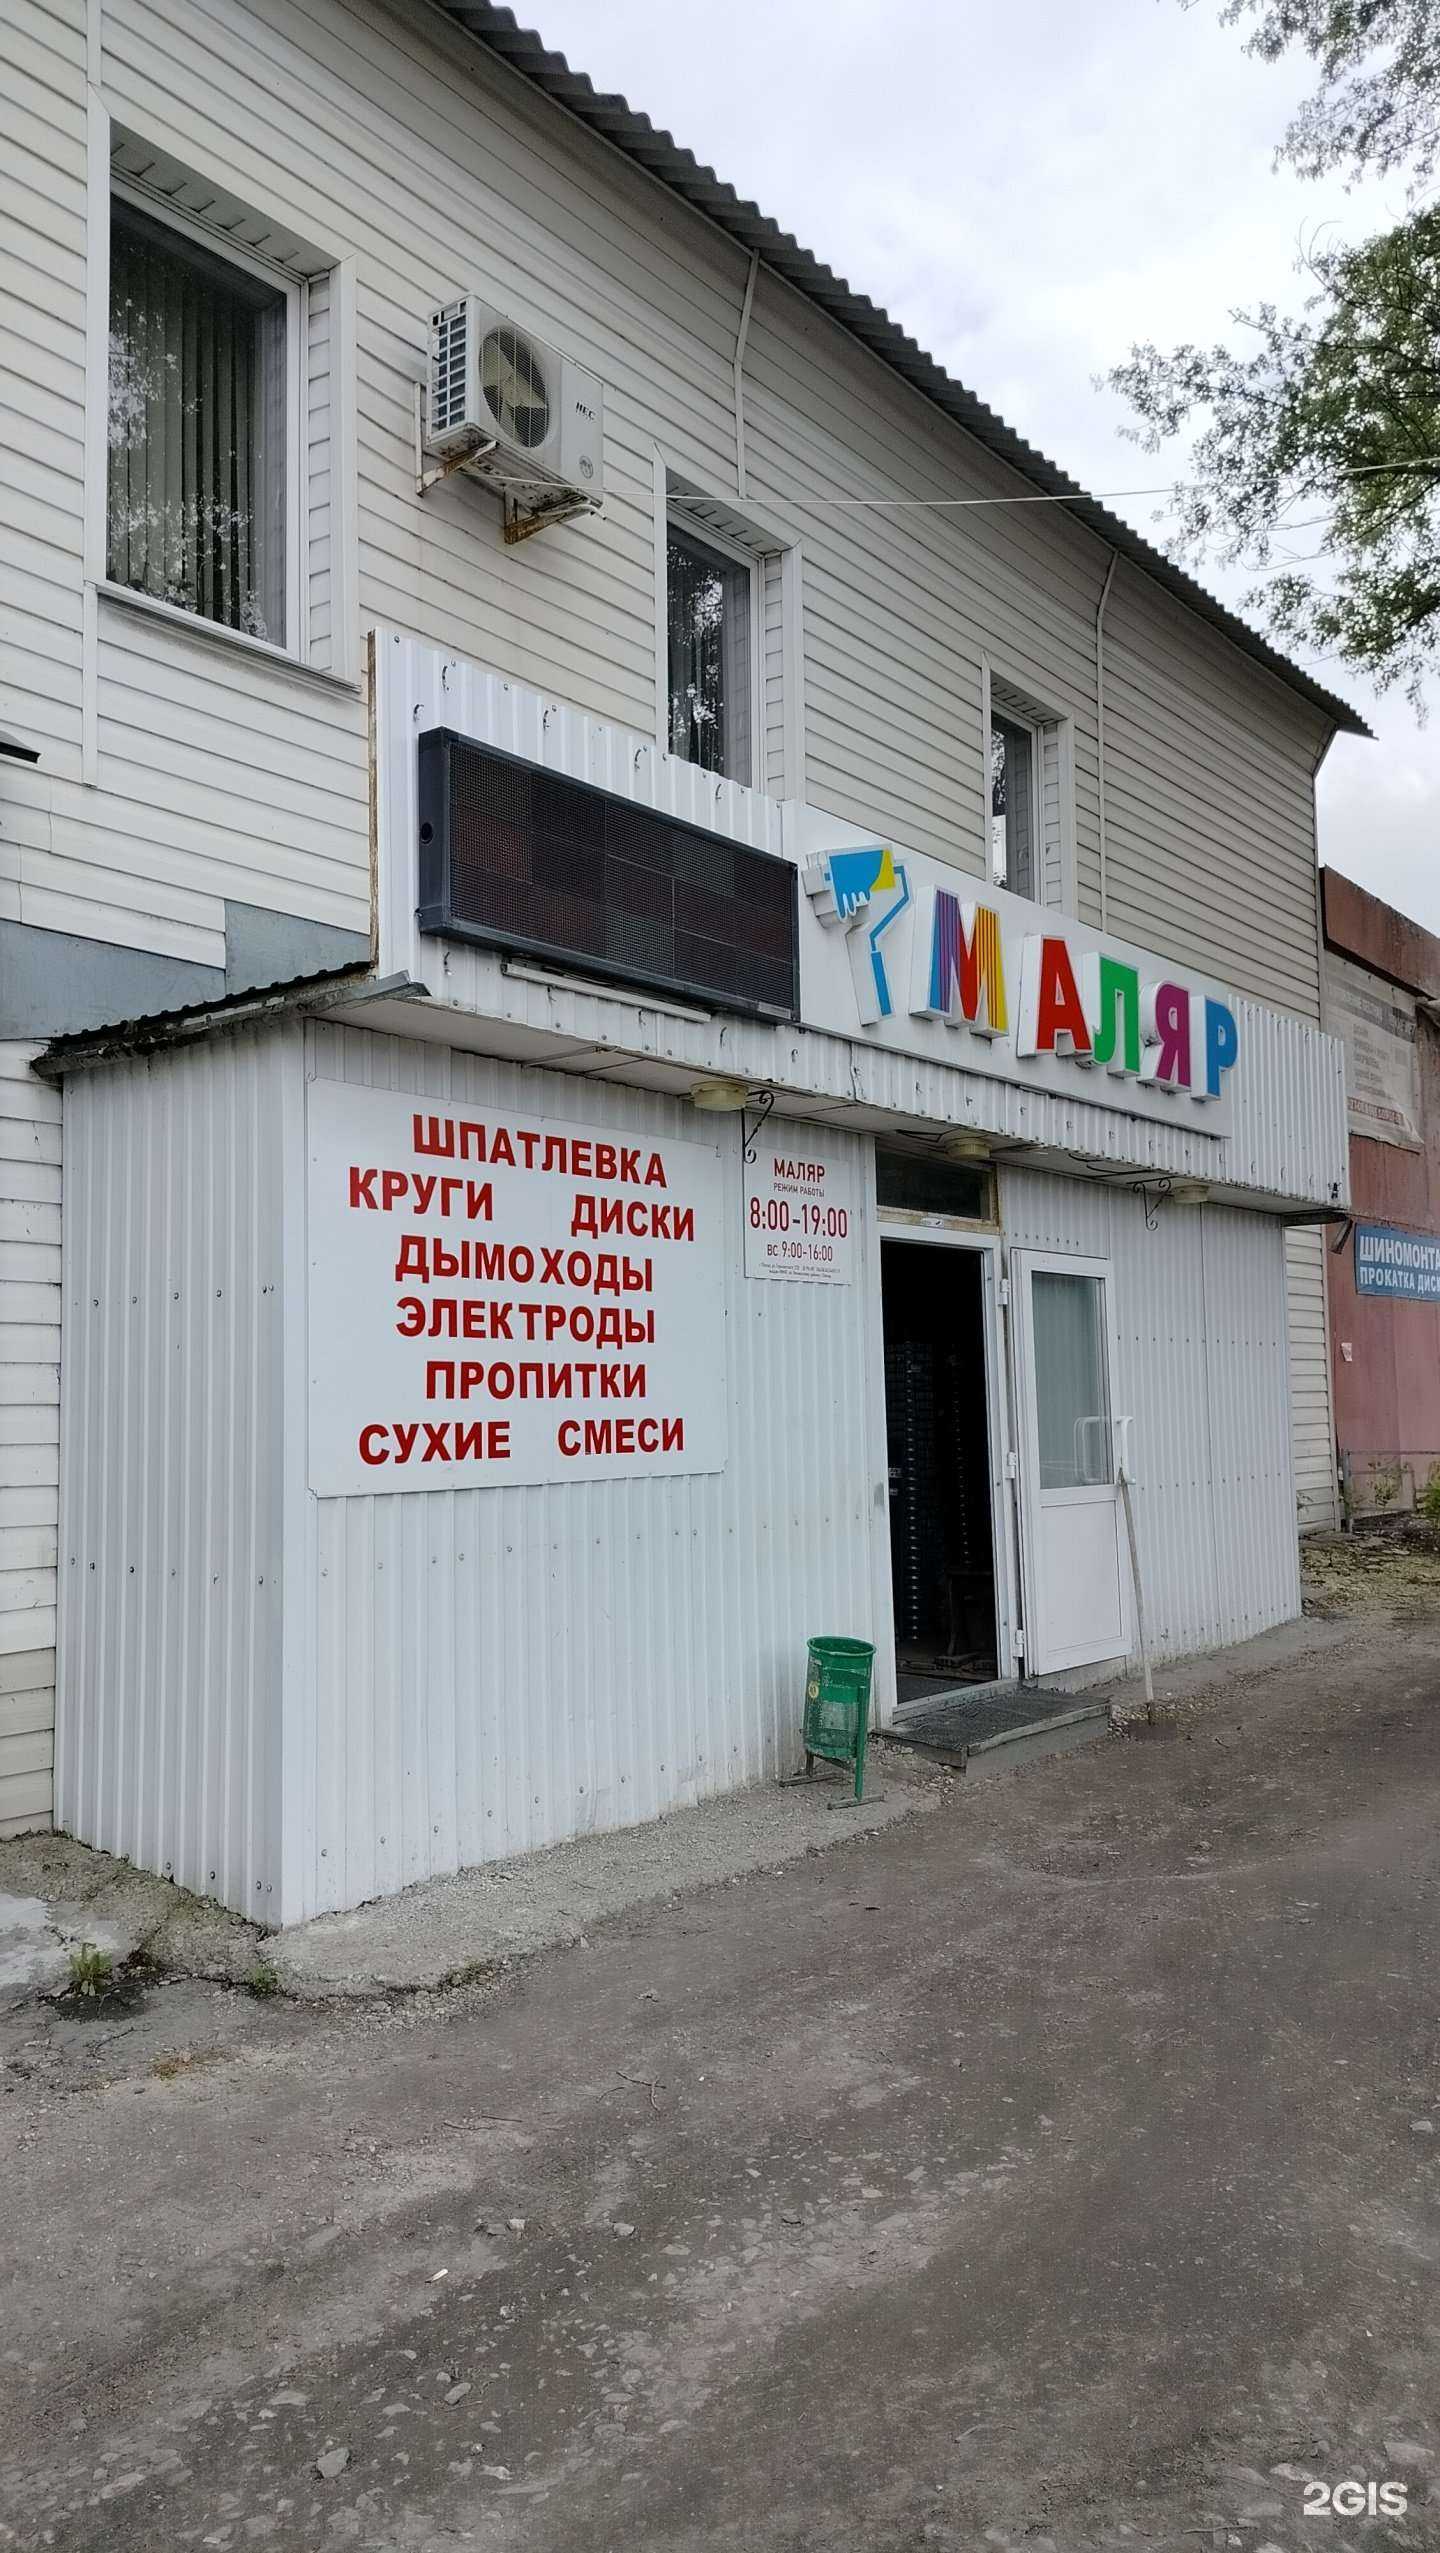 МАЛЯР
ШПАТЛЕВКА
КРУГИ ДИСКИ
ДЫМОХОДЫ
ЭЛЕКТРОДЫ
ПРОПИТКИ
СУХИЕ СМЕСИ
МАЛЯР
РЕЖИМ РАБОТЫ
8:00-19:00
ВС 9:00-16:00
ШИНОМОНТА
ПРОКАТКА ДИСК
2GIS